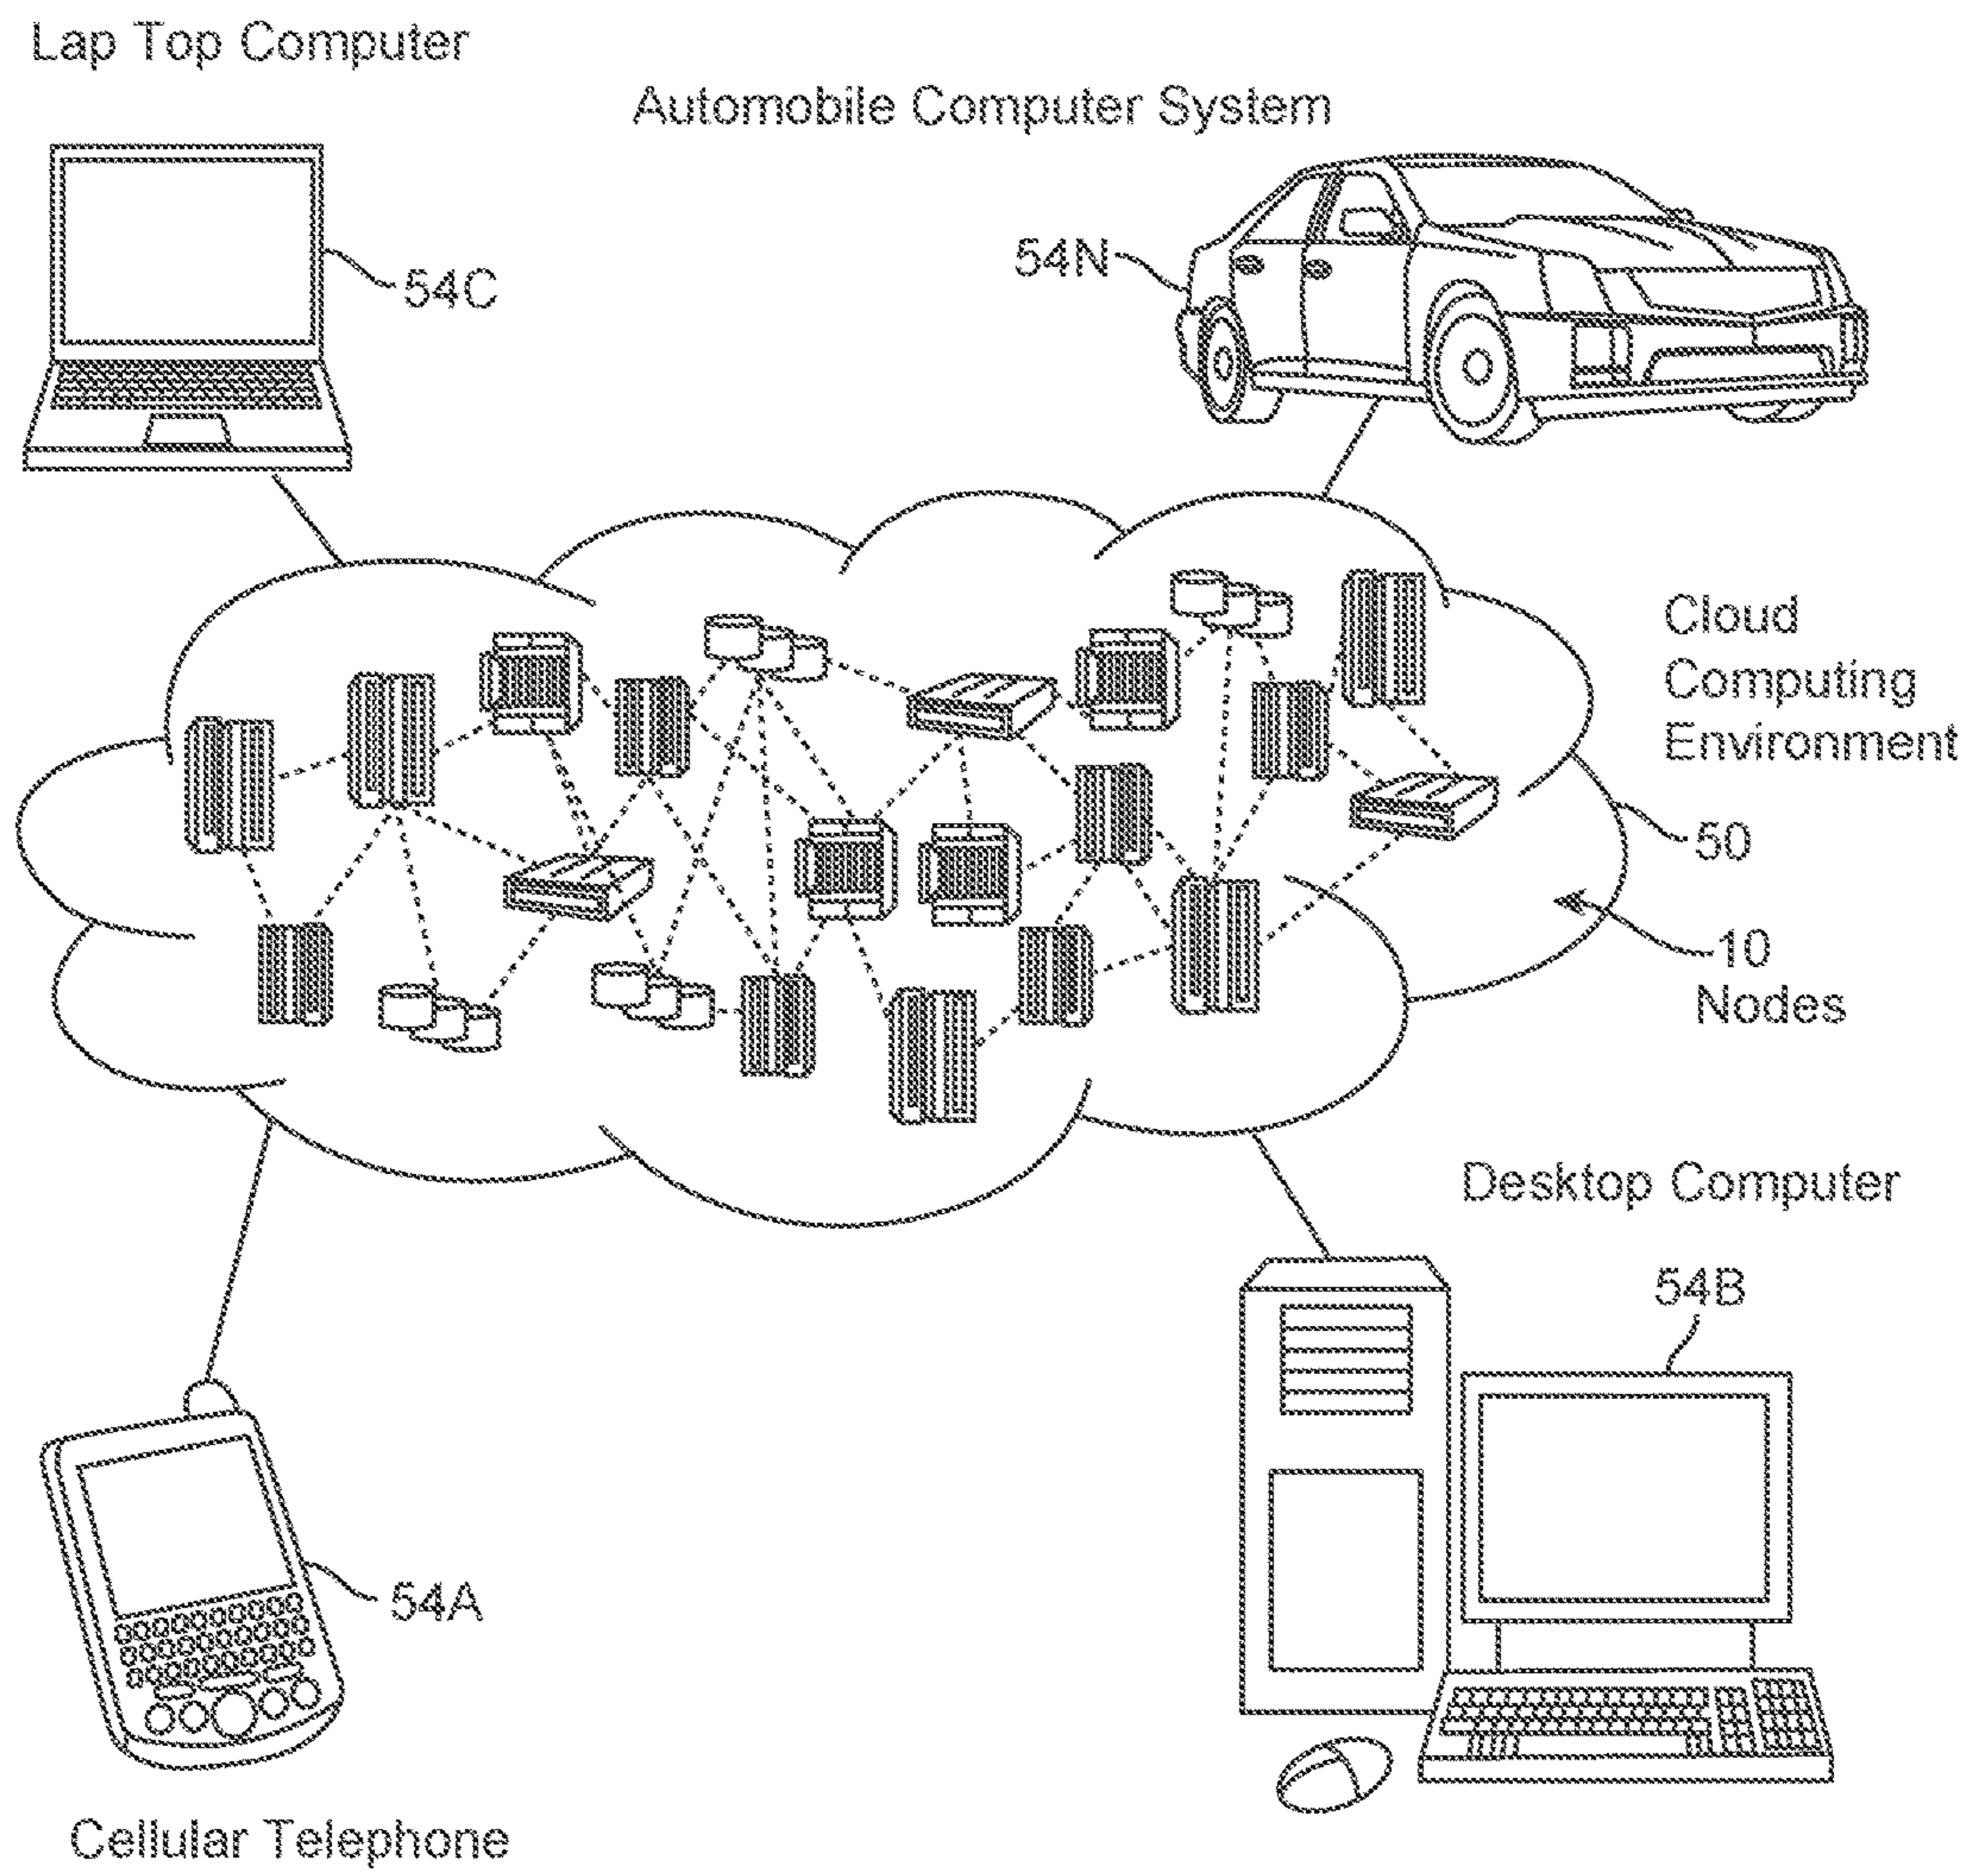 Lap Top Computer
Automobile Computer System
54C
54N
Cloud
Computing
Environment
50
10
Nodes
Desktop Computer
54B
54A
Cellular Telephone